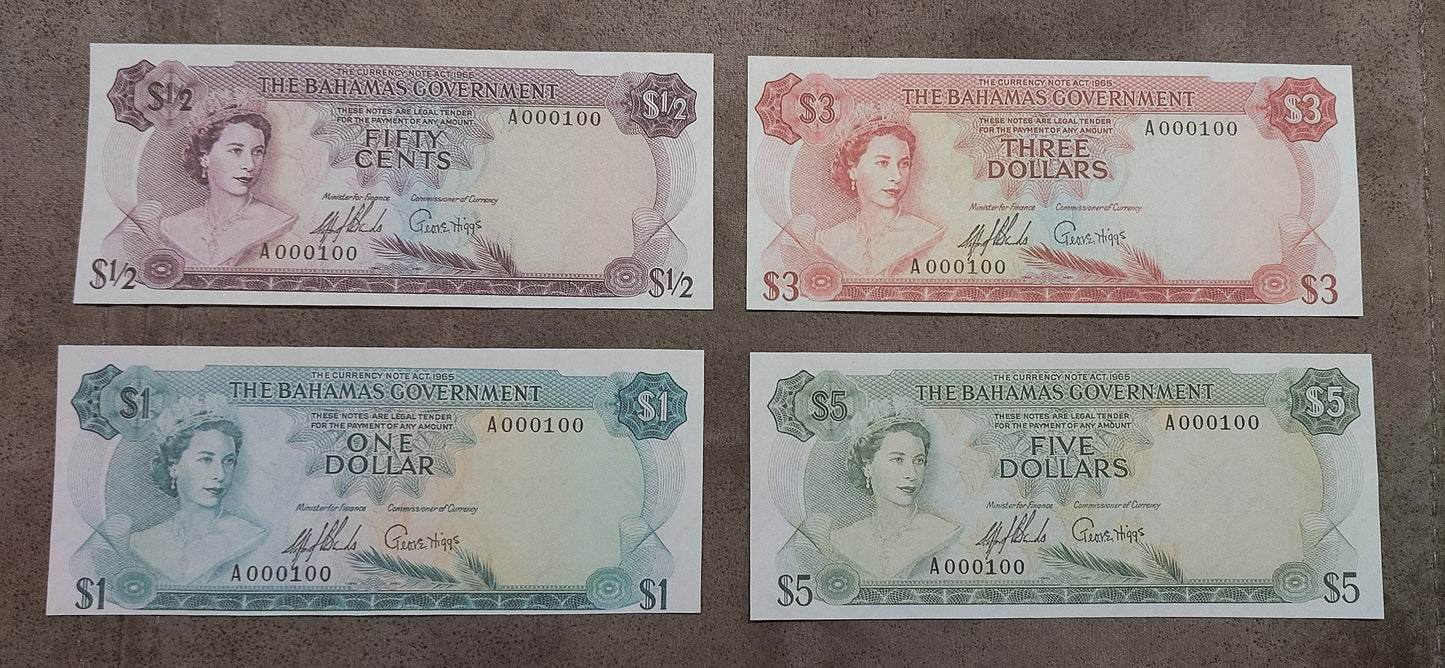 THE CURRENCY NOTE ACT 1965
$1/2 THE BAHAMAS GOVERNMENT $1/2
THESE NOTES ARE LEGAL TENDER
FOR THE PAYMENT OF ANY AMOUNT
A000100
FIFTY
CENTS
Minister for Finance Commissioner of Currency
George Higgs
A000100
$1/2 $1/2
THE CURRENCY NOTE ACT 1965
$3 THE BAHAMAS GOVERNMENT $3
THESE NOTES ARE LEGAL TENDER
FOR THE PAYMENT OF ANY AMOUNT
A000100
THREE
DOLLARS
Minister for Finance Commissioner of Currency
George Higgs
A000100
$3 $3
THE CURRENCY NOTE ACT 1965
$1 THE BAHAMAS GOVERNMENT $1
THESE NOTES ARE LEGAL TENDER
FOR THE PAYMENT OF ANY AMOUNT
A000100
ONE
DOLLAR
Minister for Finance Commissioner of Currency
George Higgs
A000100
$1 $1
THE CURRENCY NOTE ACT 1965
$5 THE BAHAMAS GOVERNMENT $5
THESE NOTES ARE LEGAL TENDER
FOR THE PAYMENT OF ANY AMOUNT
A000100
FIVE
DOLLARS
Minister for Finance Commissioner of Currency
George Higgs
A000100
$5 $5